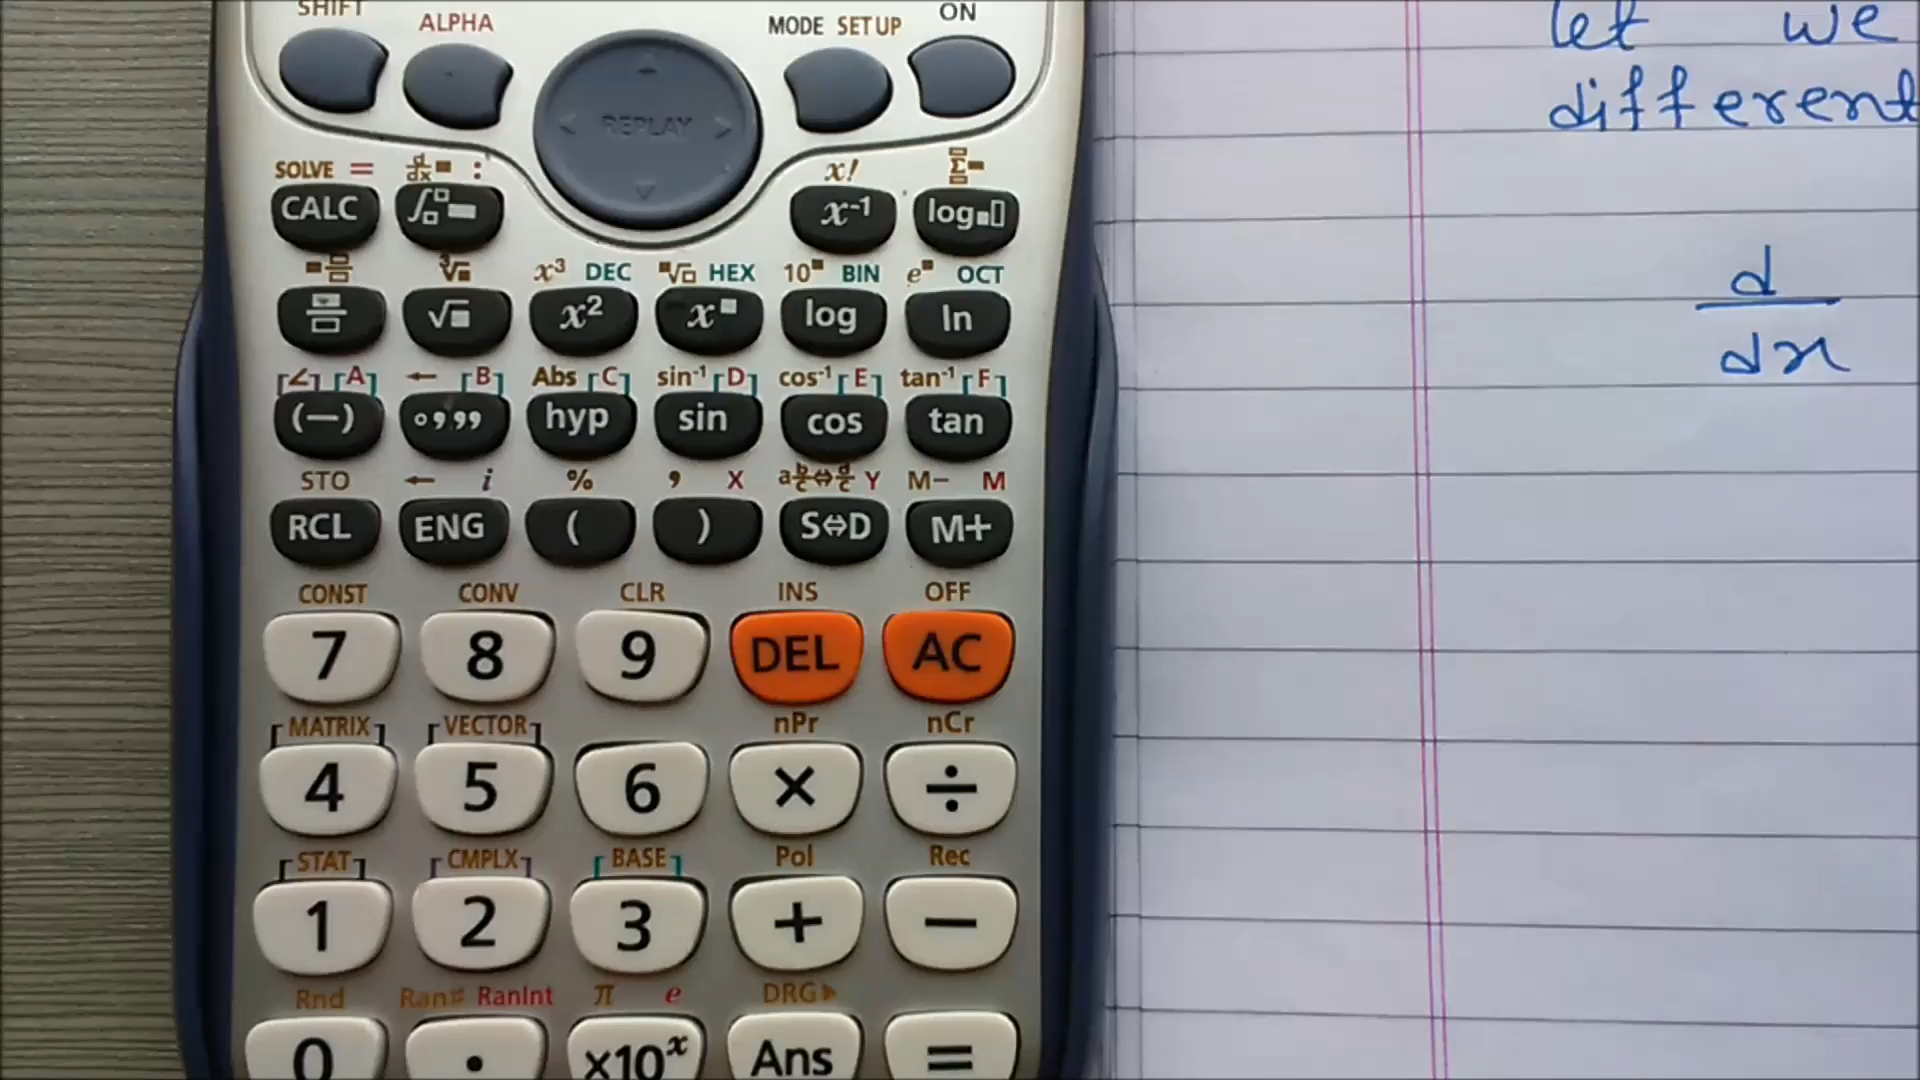 SHIFT ALPHA MODE SETUP ON
REPLAY
SOLVE = d/dx■ : x! Σ
CALC ∫ x⁻¹ log
x³ DEC HEX 10■ BIN e■ OCT
√■ x² x■ log ln
∠ A ← B Abs C sin⁻¹ D cos⁻¹ E tan⁻¹ F
(−) °,,, hyp sin cos tan
STO ← i % , X a b/c⇔d/c Y M− M
RCL ENG ( ) S⇔D M+
CONST CONV CLR INS OFF
7 8 9 DEL AC
MATRIX VECTOR nPr nCr
4 5 6 × ÷
STAT CMPLX BASE Pol Rec
1 2 3 + −
Rnd Ran# RanInt π e DRG▶
0 . ×10ˣ Ans =
let we
different
d
dx